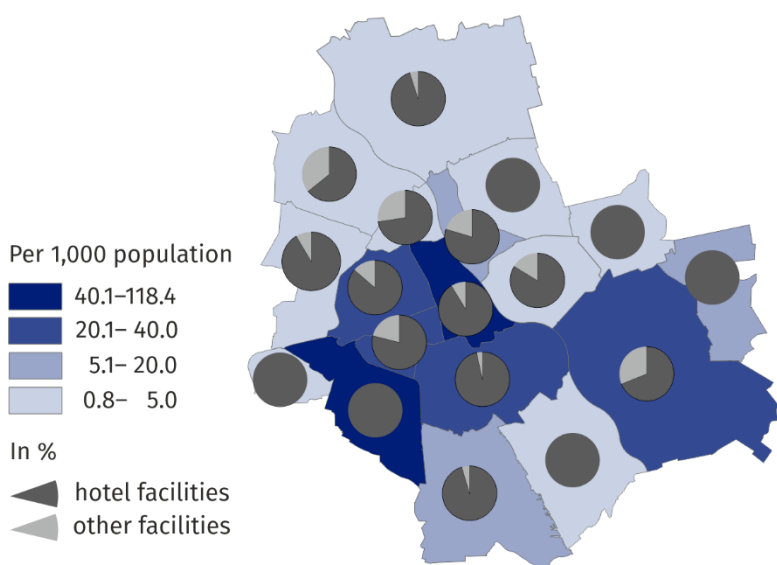 Per 1,000 population
40.1–118.4
20.1– 40.0
5.1– 20.0
0.8– 5.0
In %
hotel facilities
other facilities